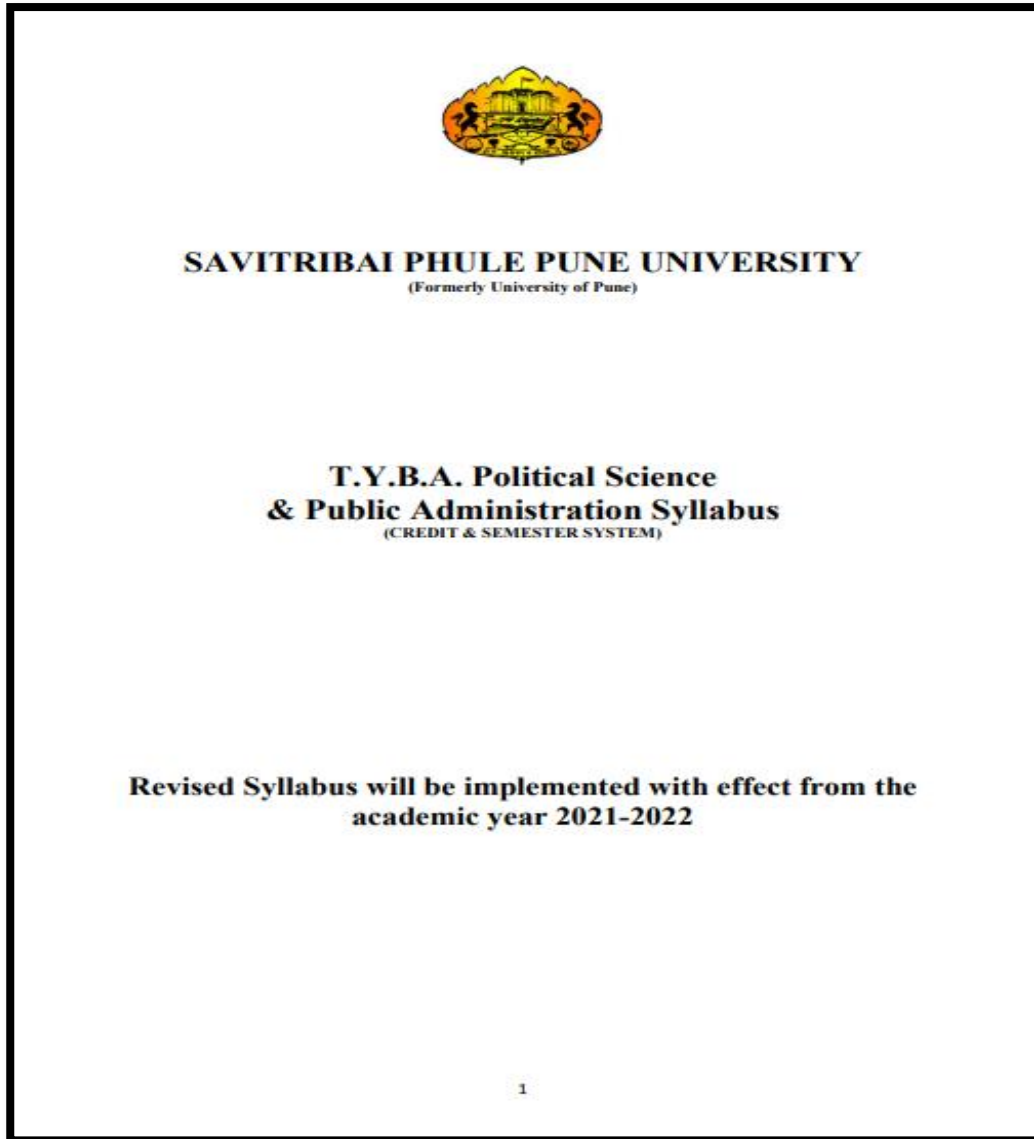 SAVITRIBAI PHULE PUNE UNIVERSITY
(Formerly University of Pune)
T.Y.B.A. Political Science
& Public Administration Syllabus
(CREDIT & SEMESTER SYSTEM)
Revised Syllabus will be implemented with effect from the
academic year 2021-2022
1